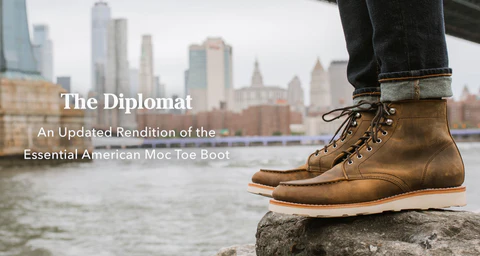 The Diplomat
An Updated Rendition of the
Essential American Moc Toe Boot